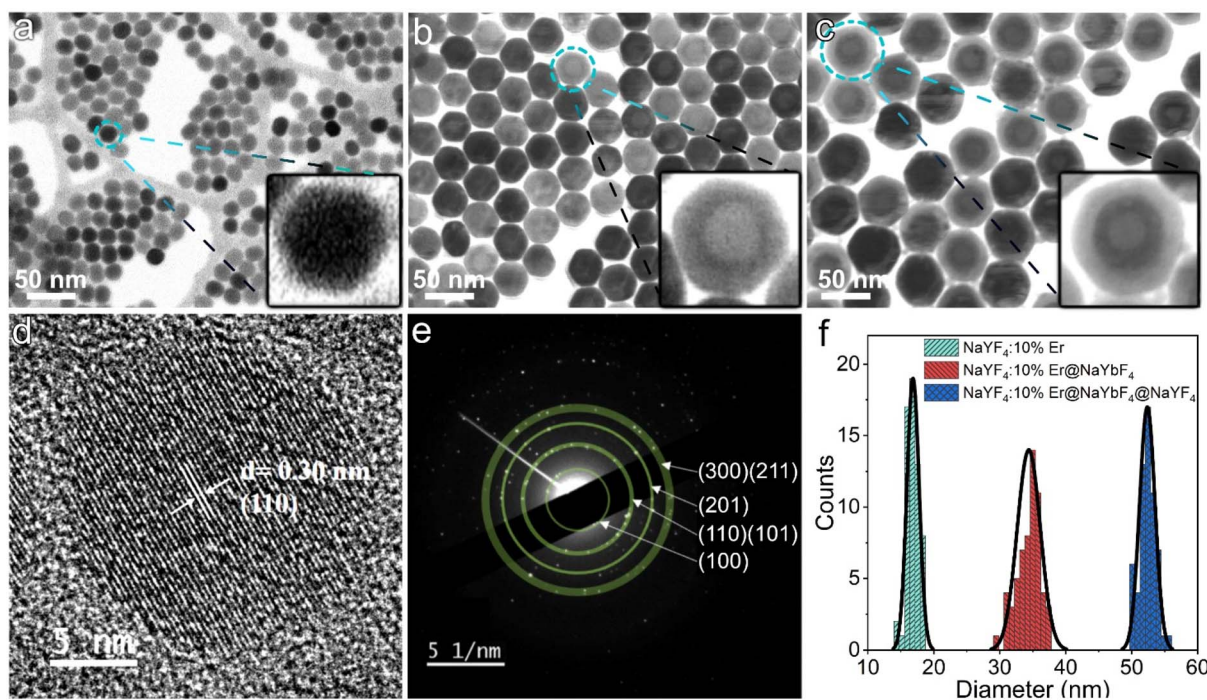 a
50 nm
b
50 nm
c
50 nm
d
d= 0.30 nm
(110)
5 nm
e
(300)(211)
(201)
(110)(101)
(100)
5 1/nm
f
NaYF₄:10% Er
NaYF₄:10% Er@NaYbF₄
NaYF₄:10% Er@NaYbF₄@NaYF₄
20
15
10
5
0
Counts
10 20 30 40 50 60
Diameter (nm)